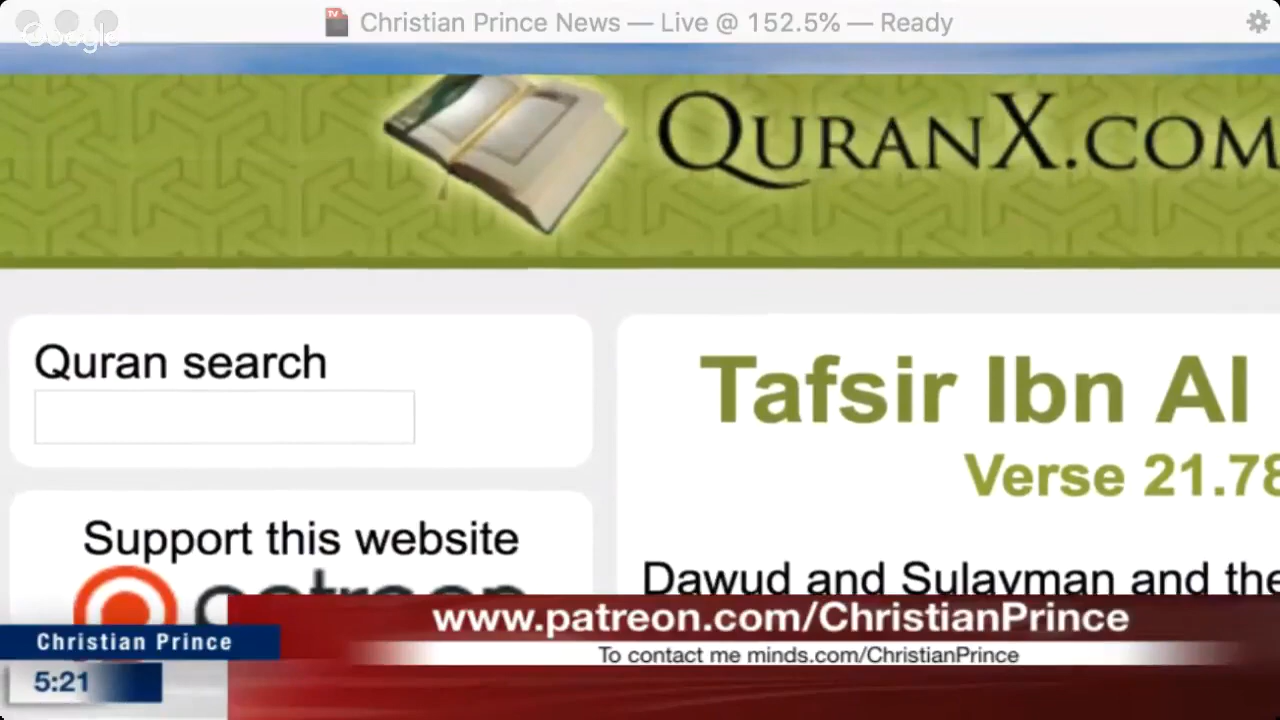 Christian Prince News — Live @ 152.5% — Ready
Google
QURANX.COM
Quran search
Tafsir Ibn Al
Verse 21.78
Support this website
patreon
Dawud and Sulayman and the
www.patreon.com/ChristianPrince
Christian Prince
To contact me minds.com/ChristianPrince
5:21